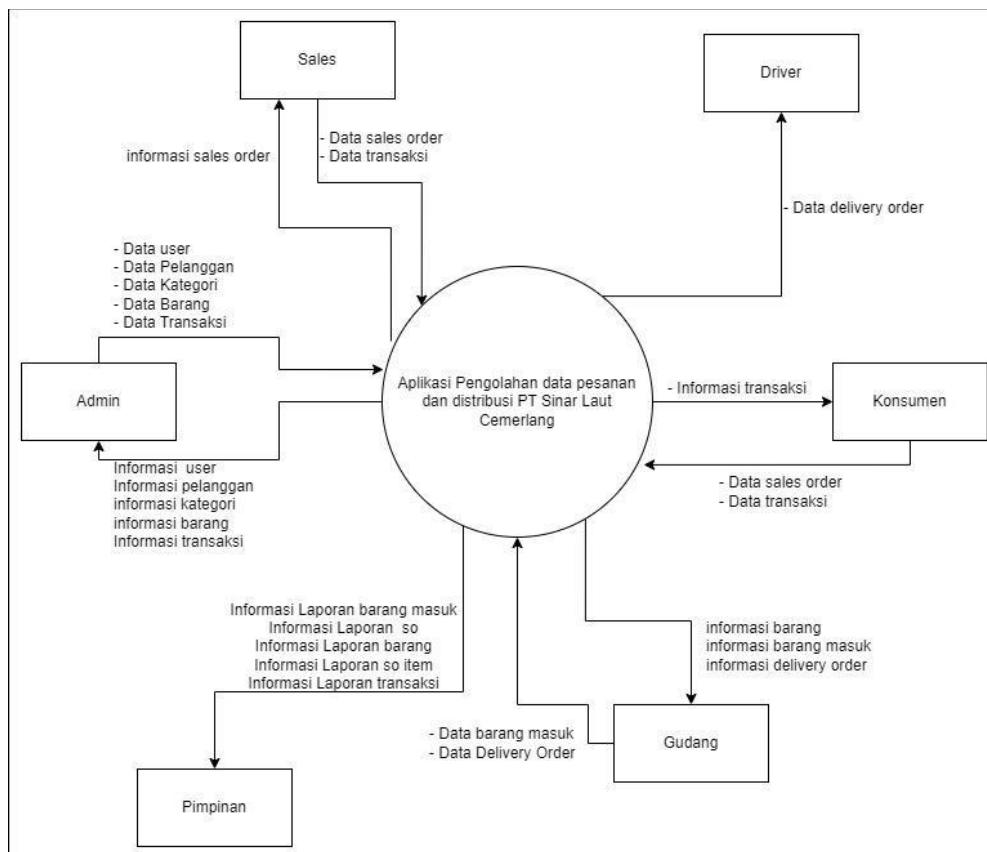 Sales
Driver
informasi sales order
- Data sales order
- Data transaksi
- Data delivery order
- Data user
- Data Pelanggan
- Data Kategori
- Data Barang
- Data Transaksi
Admin
Aplikasi Pengolahan data pesanan
dan distribusi PT Sinar Laut
Cemerlang
- Informasi transaksi
Konsumen
Informasi user
Informasi pelanggan
informasi kategori
informasi barang
Informasi transaksi
- Data sales order
- Data transaksi
Informasi Laporan barang masuk
Informasi Laporan so
Informasi Laporan barang
Informasi Laporan so item
Informasi Laporan transaksi
informasi barang
informasi barang masuk
informasi delivery order
- Data barang masuk
- Data Delivery Order
Gudang
Pimpinan